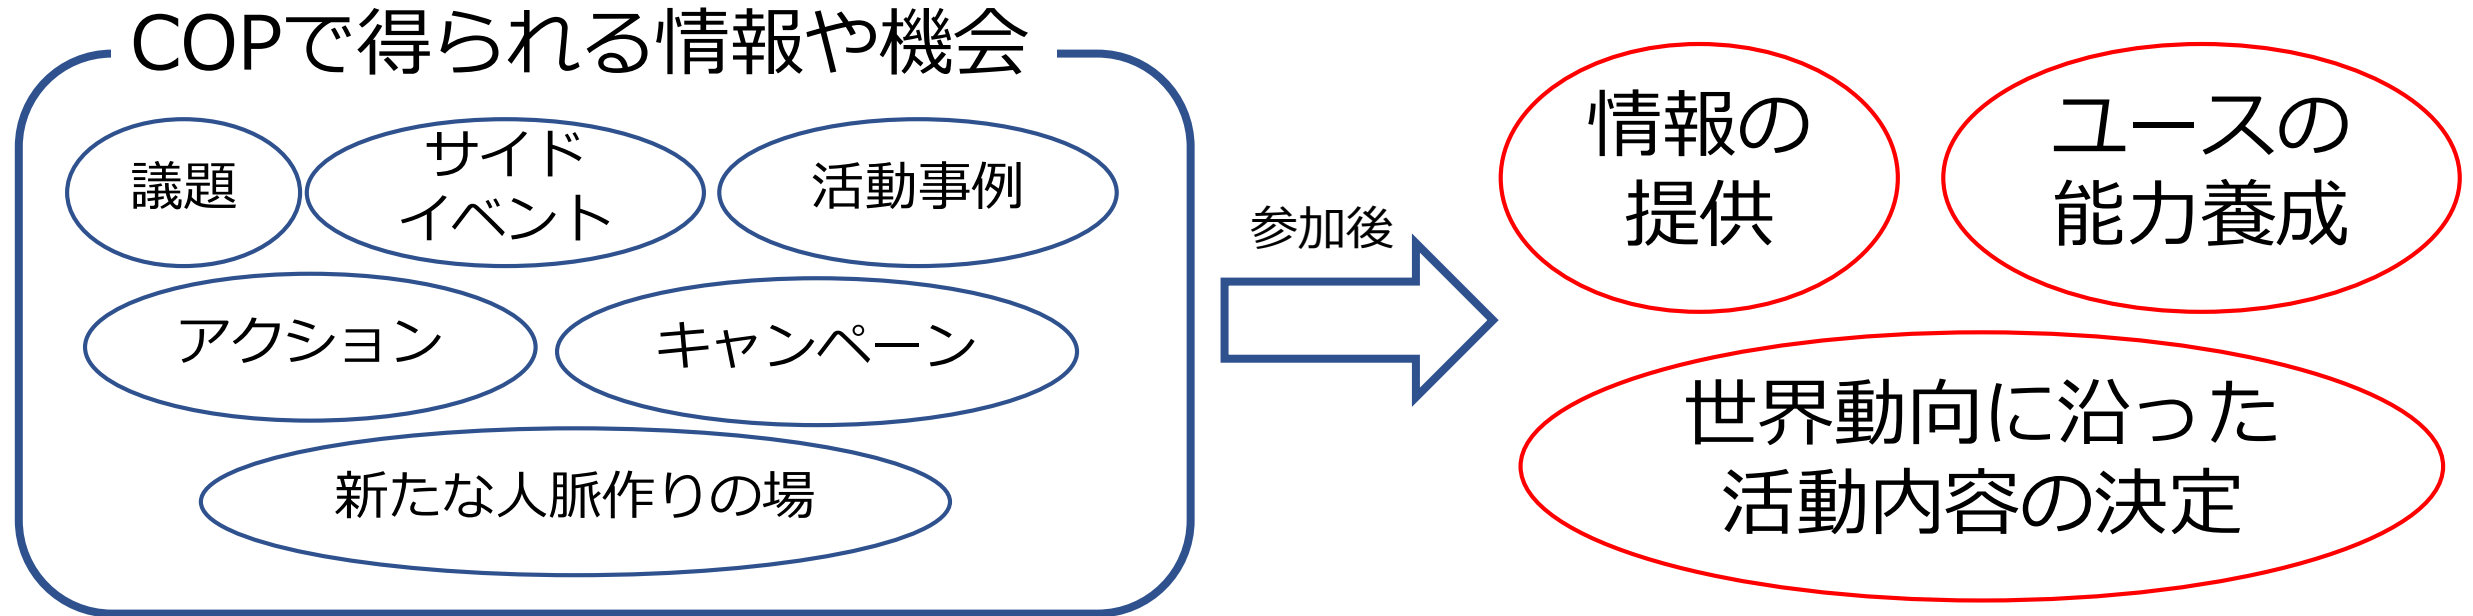 COPで得られる情報や機会
議題
サイド
イベント
活動事例
アクション
キャンペーン
新たな人脈作りの場
参加後
情報の
提供
ユースの
能力養成
世界動向に沿った
活動内容の決定